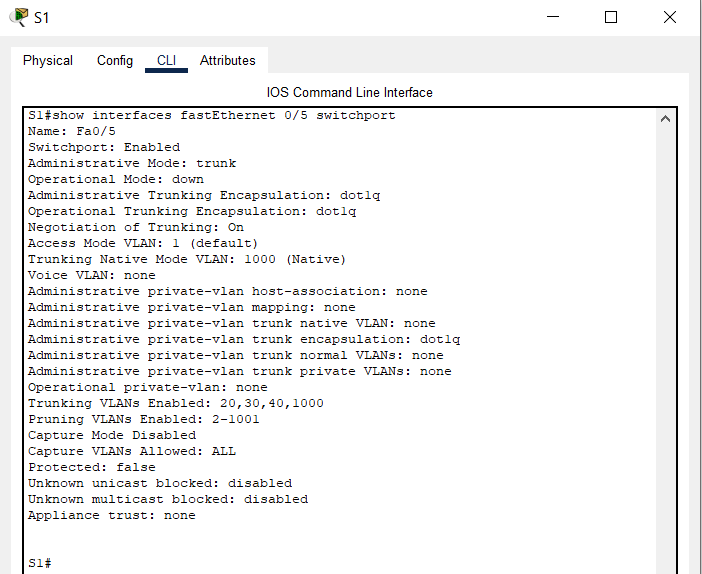 S1
Physical Config CLI Attributes
IOS Command Line Interface
S1#show interfaces fastEthernet 0/5 switchport
Name: Fa0/5
Switchport: Enabled
Administrative Mode: trunk
Operational Mode: down
Administrative Trunking Encapsulation: dot1q
Operational Trunking Encapsulation: dot1q
Negotiation of Trunking: On
Access Mode VLAN: 1 (default)
Trunking Native Mode VLAN: 1000 (Native)
Voice VLAN: none
Administrative private-vlan host-association: none
Administrative private-vlan mapping: none
Administrative private-vlan trunk native VLAN: none
Administrative private-vlan trunk encapsulation: dot1q
Administrative private-vlan trunk normal VLANs: none
Administrative private-vlan trunk private VLANs: none
Operational private-vlan: none
Trunking VLANs Enabled: 20,30,40,1000
Pruning VLANs Enabled: 2-1001
Capture Mode Disabled
Capture VLANs Allowed: ALL
Protected: false
Unknown unicast blocked: disabled
Unknown multicast blocked: disabled
Appliance trust: none
S1#